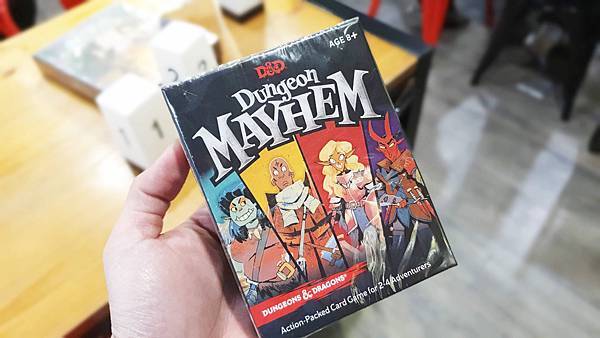 AGE 8+
D&D
Dungeon
MAYHEM
DUNGEONS & DRAGONS
Action-Packed Card Game for 2-4 Adventurers